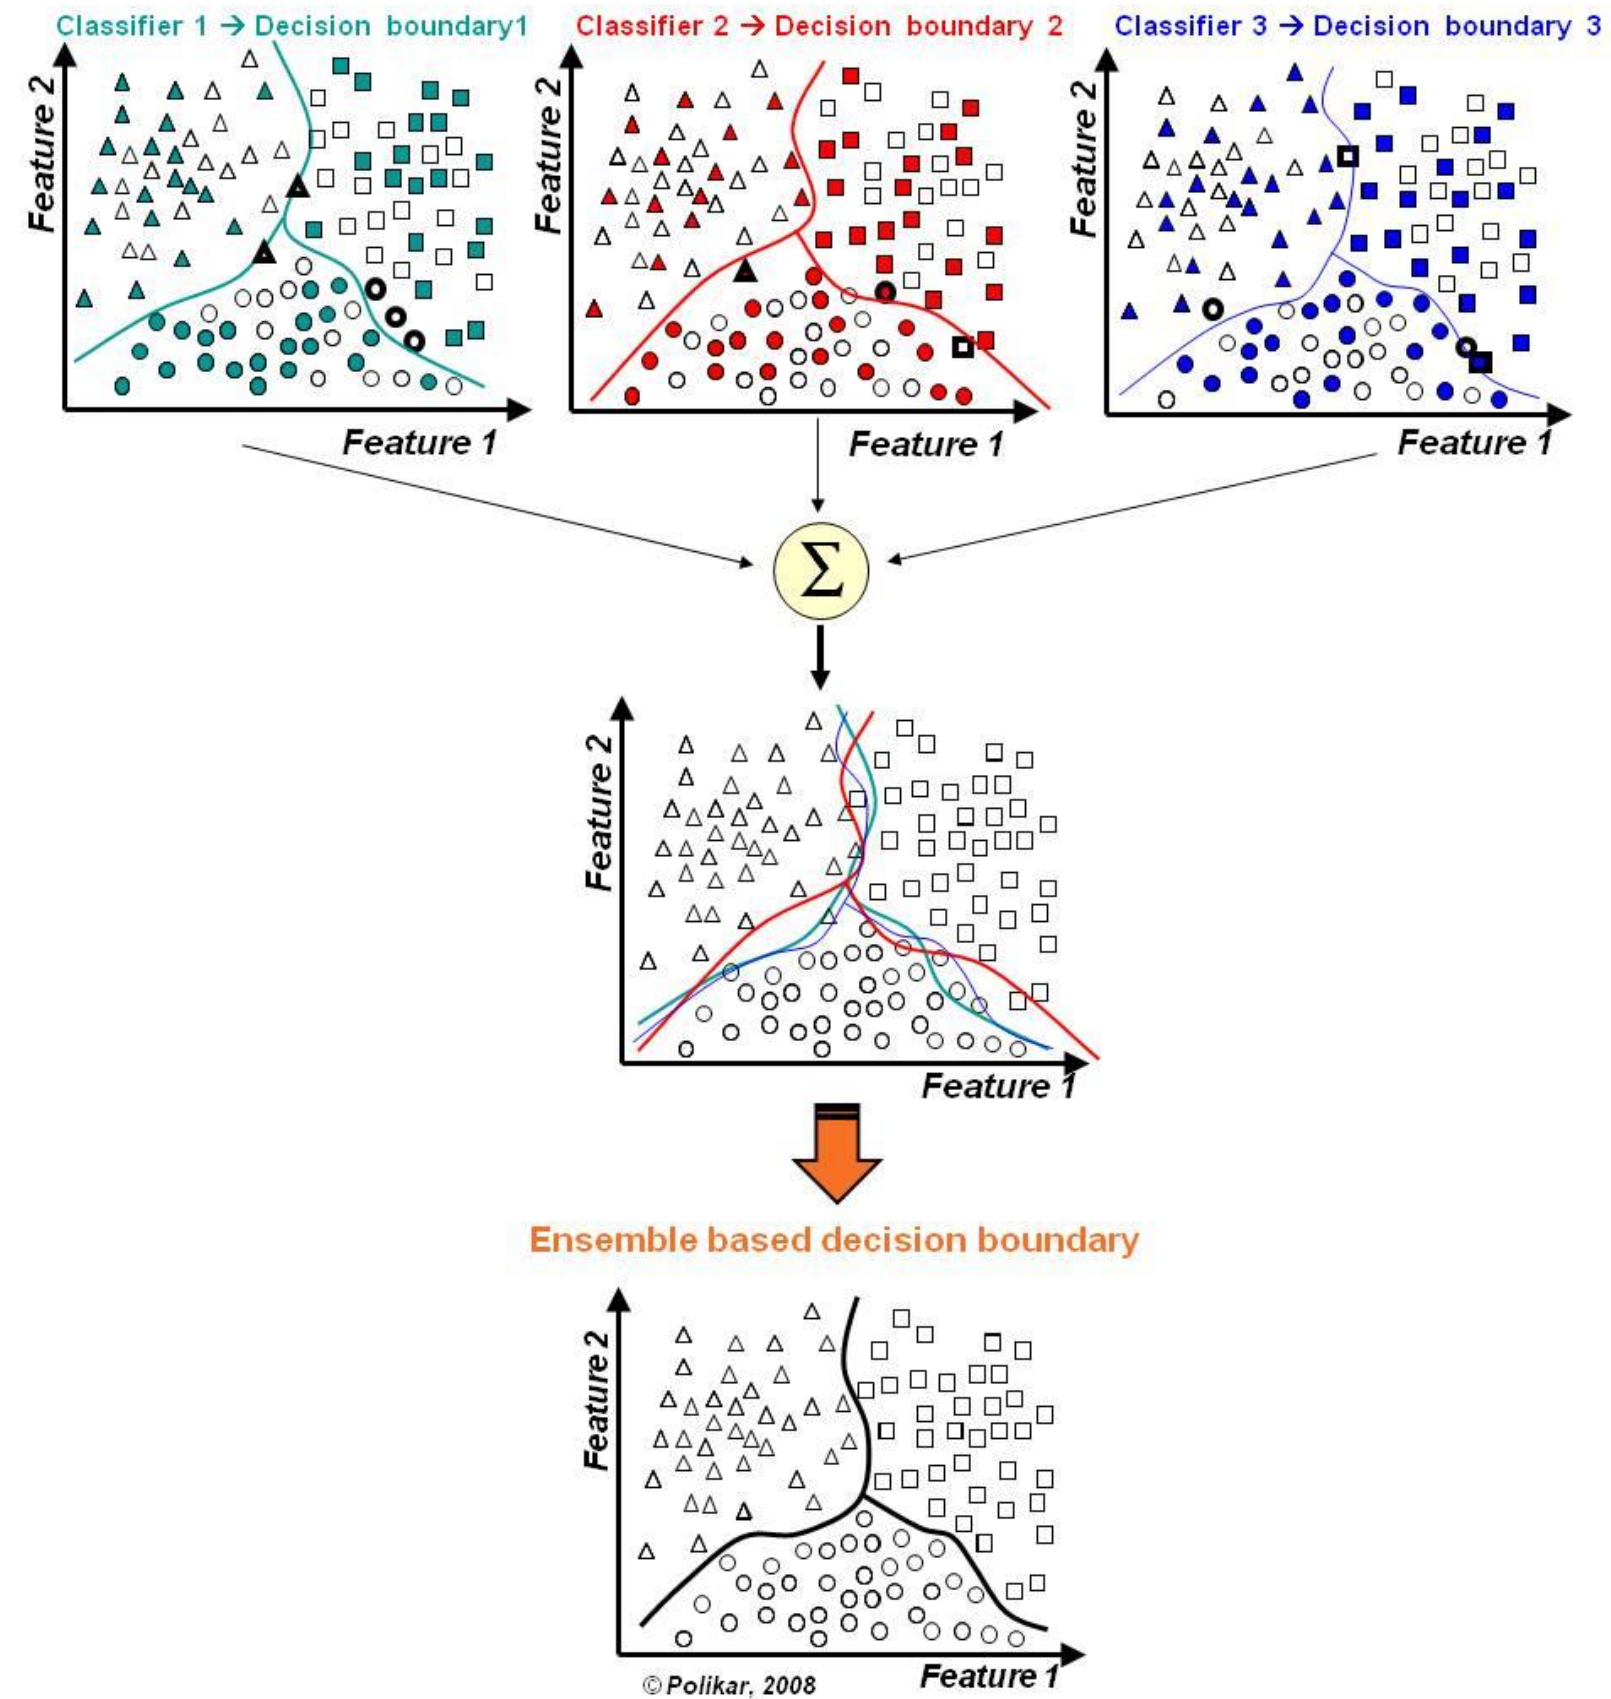 Classifier 1 → Decision boundary1
Classifier 2 → Decision boundary 2
Classifier 3 → Decision boundary 3
Feature 2
Feature 2
Feature 2
Feature 1
Feature 1
Feature 1
Σ
Feature 2
Feature 1
Ensemble based decision boundary
Feature 2
Feature 1
© Polikar, 2008